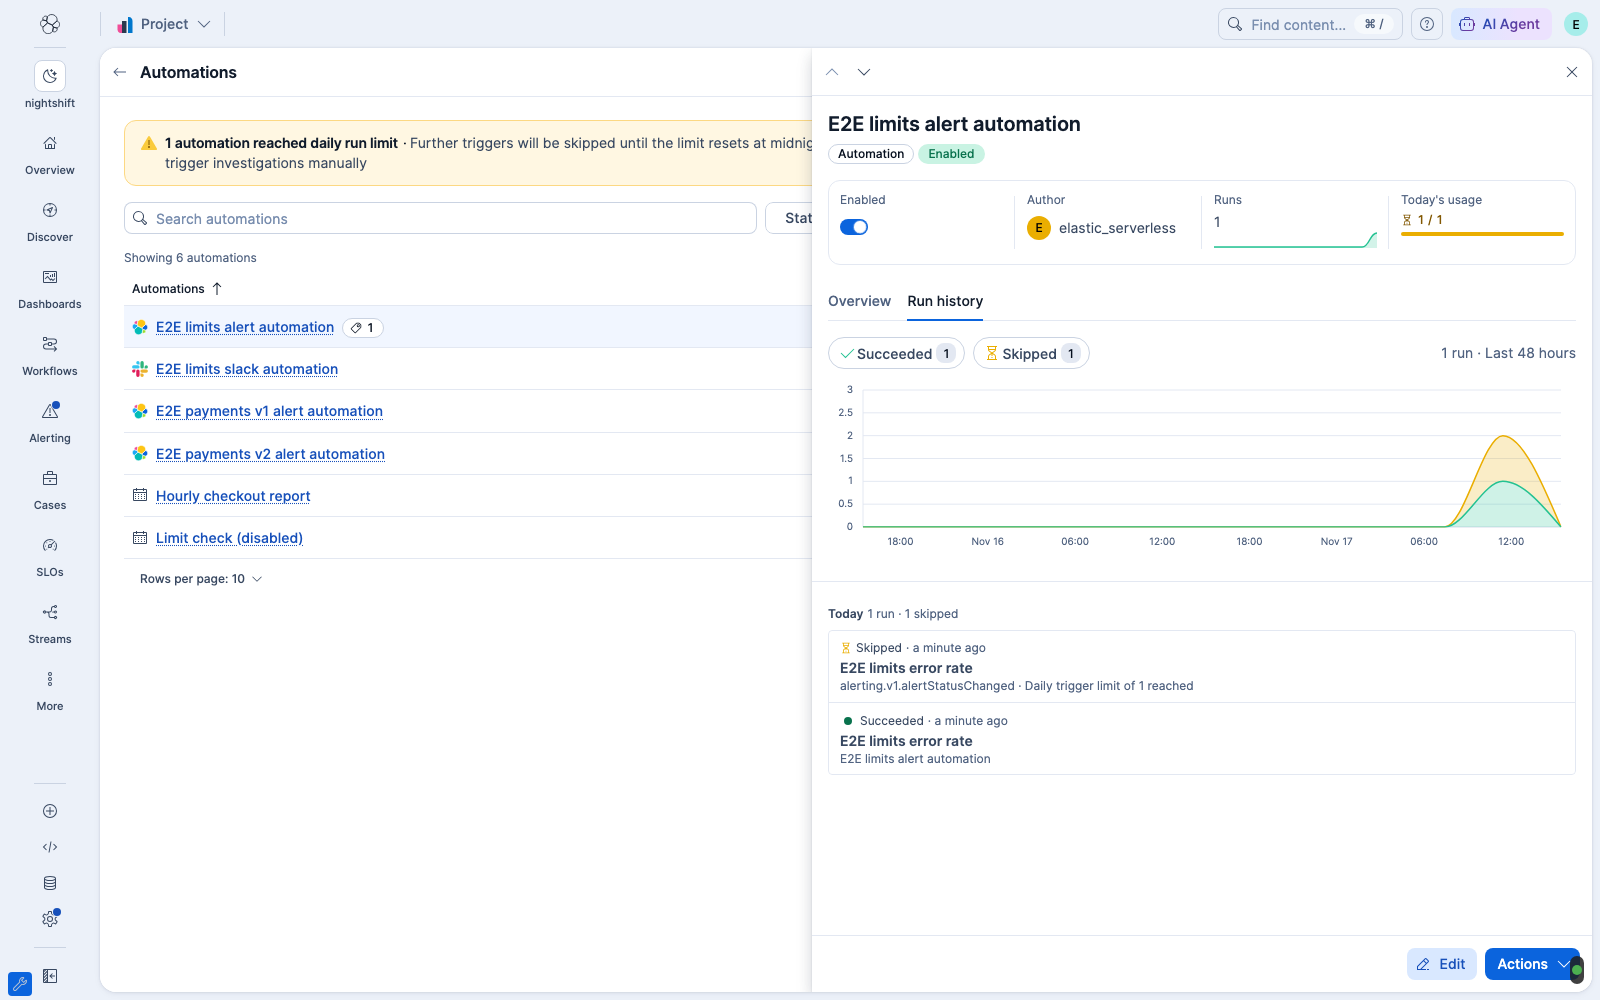 Project
Find content...
⌘ /
AI Agent
E
nightshift
Overview
Discover
Dashboards
Workflows
Alerting
Cases
SLOs
Streams
More
Automations
1 automation reached daily run limit · Further triggers will be skipped until the limit resets at midnig
trigger investigations manually
Search automations
Stat
Showing 6 automations
Automations
E2E limits alert automation
1
E2E limits slack automation
E2E payments v1 alert automation
E2E payments v2 alert automation
Hourly checkout report
Limit check (disabled)
Rows per page: 10
E2E limits alert automation
Automation
Enabled
Enabled
Author
E
elastic_serverless
Runs
1
Today's usage
1 / 1
Overview
Run history
Succeeded 1
Skipped 1
1 run · Last 48 hours
3
2.5
2
1.5
1
0.5
0
18:00
Nov 16
06:00
12:00
18:00
Nov 17
06:00
12:00
Today 1 run · 1 skipped
Skipped · a minute ago
E2E limits error rate
alerting.v1.alertStatusChanged · Daily trigger limit of 1 reached
Succeeded · a minute ago
E2E limits error rate
E2E limits alert automation
Edit
Actions